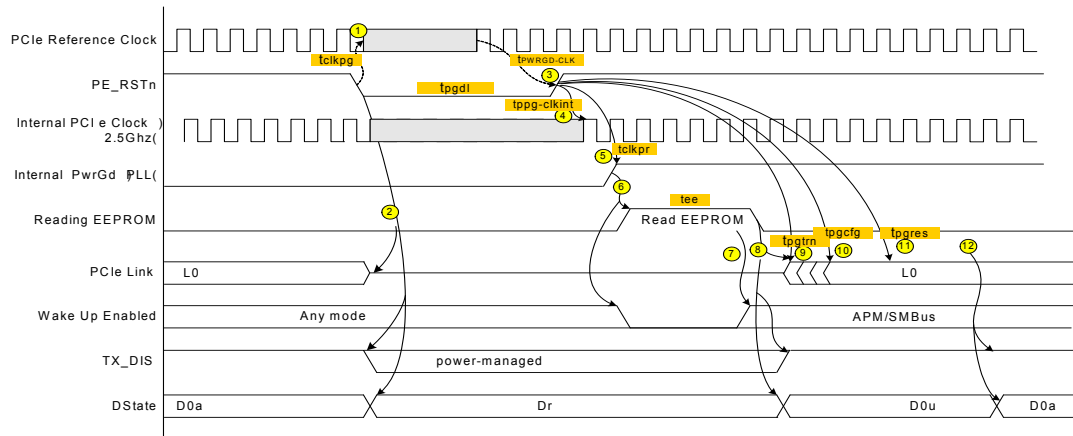 1
PCIe Reference Clock
tclkpg
tPWRGD-CLK
3
PE_RSTn
tpgdl
tppg-clkint
4
Internal PCI e Clock )
2.5Ghz(
tclkpr
5
Internal PwrGd )PLL(
6
tee
2
Reading EEPROM
Read EEPROM
tpgcfg
tpgres
tpgtrn
7
8
9
10
11
12
PCIe Link
L0
L0
Wake Up Enabled
Any mode
APM/SMBus
TX_DIS
power-managed
DState
D0a
Dr
D0u
D0a